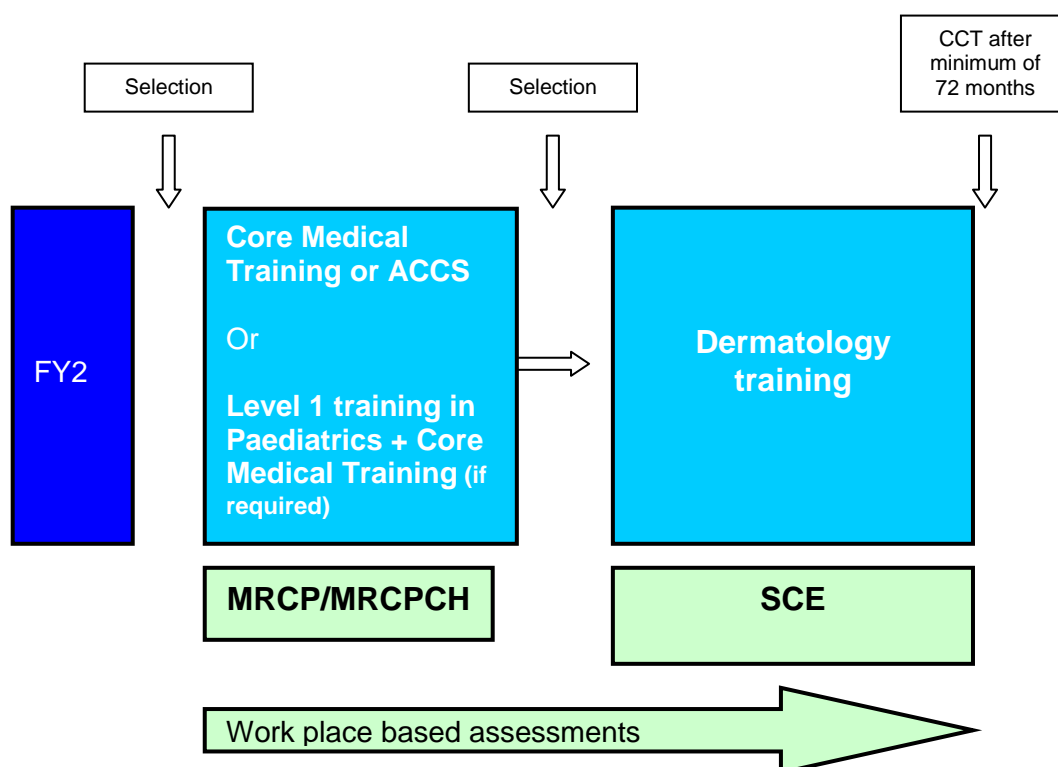 Selection
Selection
CCT after
minimum of
72 months
FY2
Core Medical
Training or ACCS
Or
Level 1 training in
Paediatrics + Core
Medical Training (if
required)
Dermatology
training
MRCP/MRCPCH
SCE
Work place based assessments